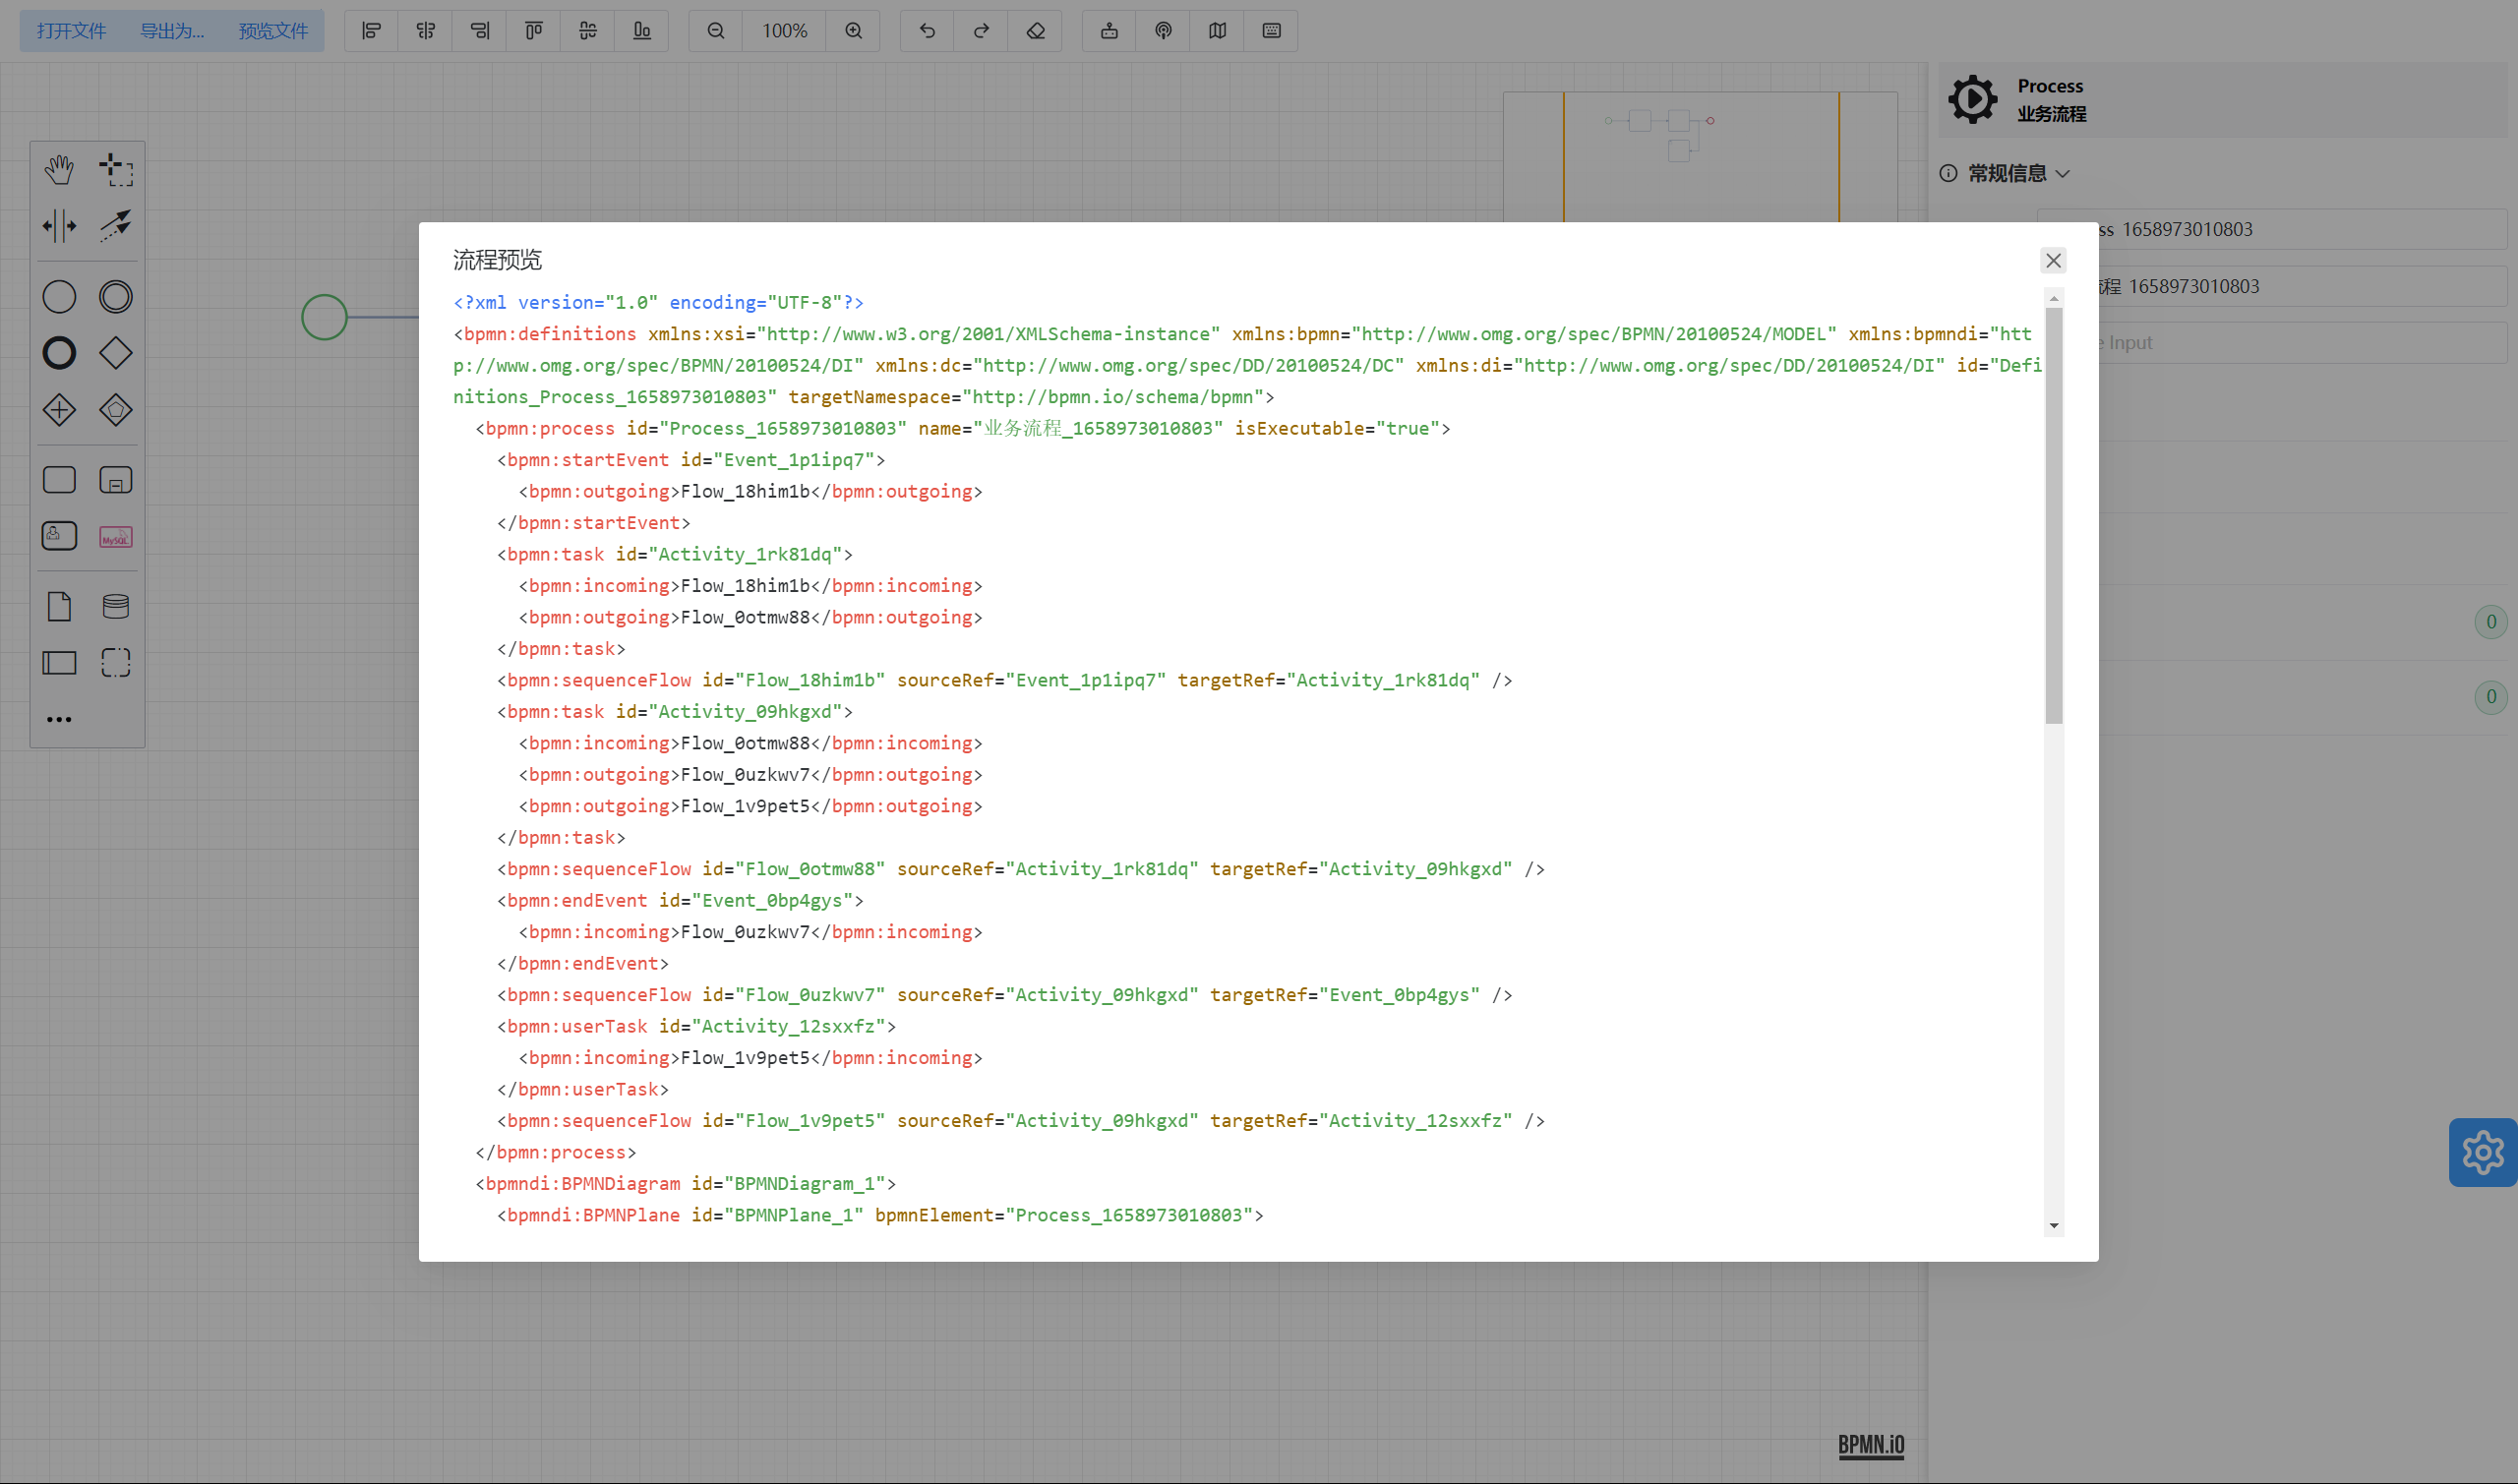 打开文件 导出为... 预览文件 100%
Process
业务流程
常规信息
1658973010803
程 1658973010803
Input
0
0
MySQL
流程预览
<?xml version="1.0" encoding="UTF-8"?>
<bpmn:definitions xmlns:xsi="http://www.w3.org/2001/XMLSchema-instance" xmlns:bpmn="http://www.omg.org/spec/BPMN/20100524/MODEL" xmlns:bpmndi="htt
p://www.omg.org/spec/BPMN/20100524/DI" xmlns:dc="http://www.omg.org/spec/DD/20100524/DC" xmlns:di="http://www.omg.org/spec/DD/20100524/DI" id="Defi
nitions_Process_1658973010803" targetNamespace="http://bpmn.io/schema/bpmn">
<bpmn:process id="Process_1658973010803" name="业务流程_1658973010803" isExecutable="true">
<bpmn:startEvent id="Event_1p1ipq7">
<bpmn:outgoing>Flow_18him1b</bpmn:outgoing>
</bpmn:startEvent>
<bpmn:task id="Activity_1rk81dq">
<bpmn:incoming>Flow_18him1b</bpmn:incoming>
<bpmn:outgoing>Flow_0otmw88</bpmn:outgoing>
</bpmn:task>
<bpmn:sequenceFlow id="Flow_18him1b" sourceRef="Event_1p1ipq7" targetRef="Activity_1rk81dq" />
<bpmn:task id="Activity_09hkgxd">
<bpmn:incoming>Flow_0otmw88</bpmn:incoming>
<bpmn:outgoing>Flow_0uzkwv7</bpmn:outgoing>
<bpmn:outgoing>Flow_1v9pet5</bpmn:outgoing>
</bpmn:task>
<bpmn:sequenceFlow id="Flow_0otmw88" sourceRef="Activity_1rk81dq" targetRef="Activity_09hkgxd" />
<bpmn:endEvent id="Event_0bp4gys">
<bpmn:incoming>Flow_0uzkwv7</bpmn:incoming>
</bpmn:endEvent>
<bpmn:sequenceFlow id="Flow_0uzkwv7" sourceRef="Activity_09hkgxd" targetRef="Event_0bp4gys" />
<bpmn:userTask id="Activity_12sxxfz">
<bpmn:incoming>Flow_1v9pet5</bpmn:incoming>
</bpmn:userTask>
<bpmn:sequenceFlow id="Flow_1v9pet5" sourceRef="Activity_09hkgxd" targetRef="Activity_12sxxfz" />
</bpmn:process>
<bpmndi:BPMNDiagram id="BPMNDiagram_1">
<bpmndi:BPMNPlane id="BPMNPlane_1" bpmnElement="Process_1658973010803">
BPMN.iO